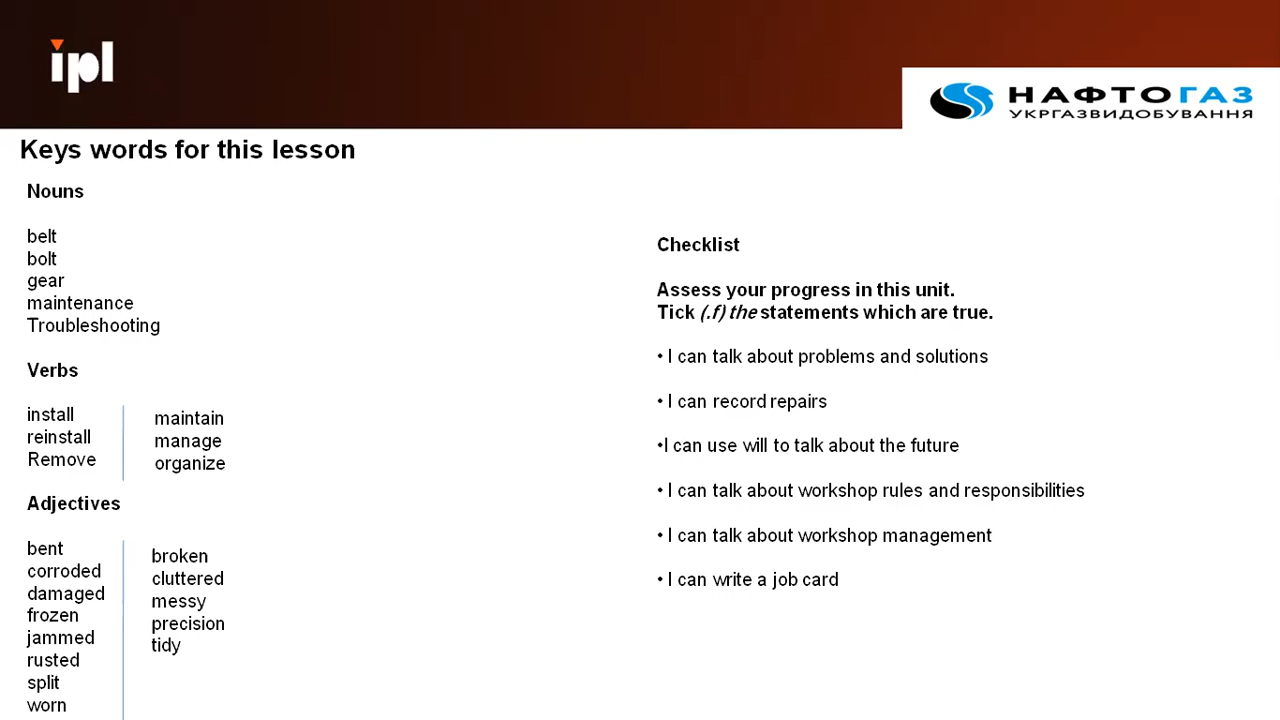 ipl
НАФТОГАЗ
УКРГАЗВИДОБУВАННЯ
Keys words for this lesson
Nouns
belt
bolt
gear
maintenance
Troubleshooting
Verbs
install
reinstall
Remove
maintain
manage
organize
Adjectives
bent
corroded
damaged
frozen
jammed
rusted
split
worn
broken
cluttered
messy
precision
tidy
Checklist
Assess your progress in this unit.
Tick (.f) the statements which are true.
• I can talk about problems and solutions
• I can record repairs
•I can use will to talk about the future
• I can talk about workshop rules and responsibilities
• I can talk about workshop management
• I can write a job card